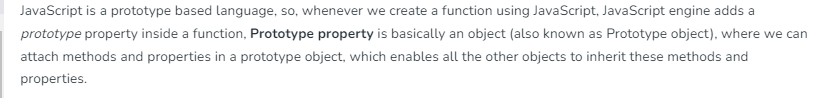 JavaScript is a prototype based language, so, whenever we create a function using JavaScript, JavaScript engine adds a
prototype property inside a function, Prototype property is basically an object (also known as Prototype object), where we can
attach methods and properties in a prototype object, which enables all the other objects to inherit these methods and
properties.